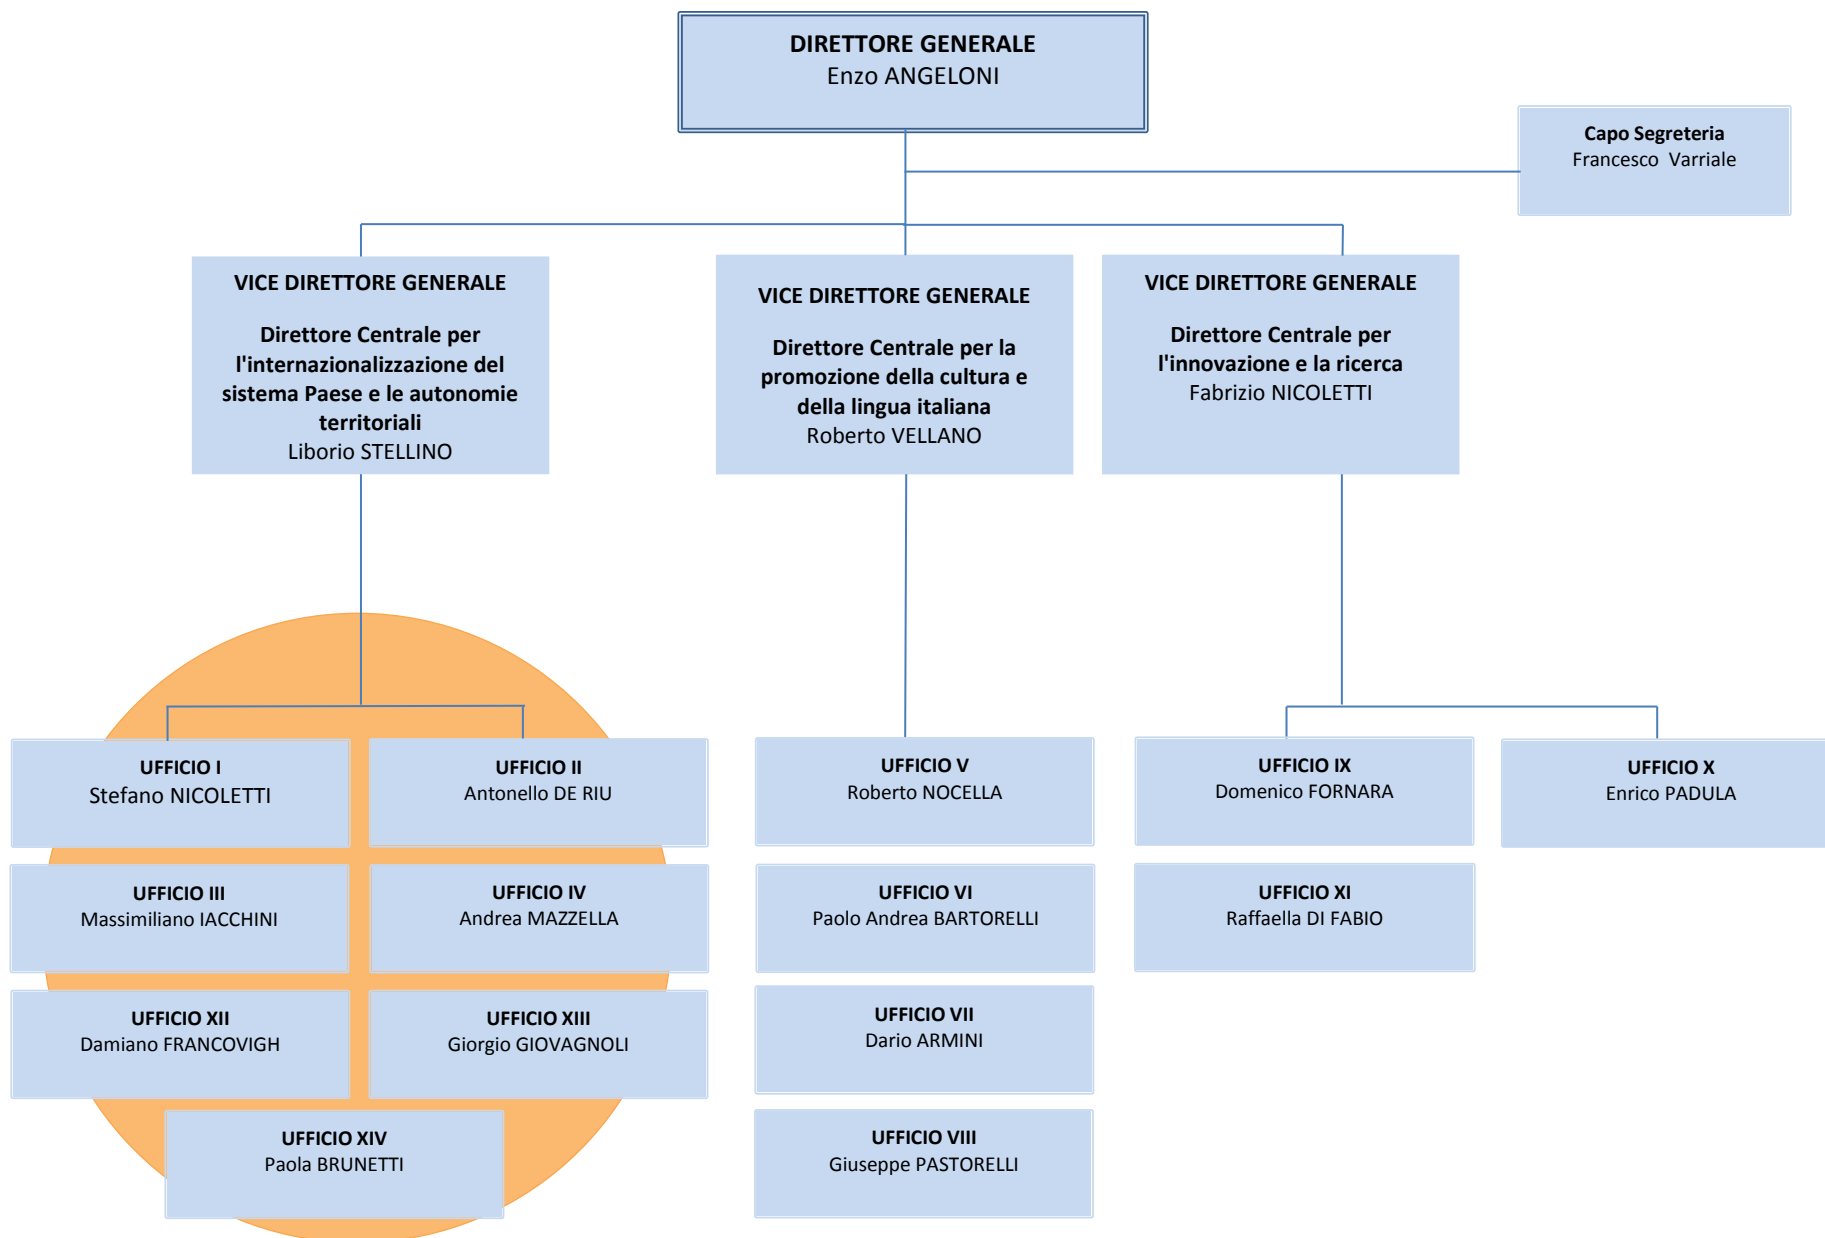 DIRETTORE GENERALE
Enzo ANGELONI
Capo Segreteria
Francesco Varriale
VICE DIRETTORE GENERALE
Direttore Centrale per
l'internazionalizzazione del
sistema Paese e le autonomie
territoriali
Liborio STELLINO
VICE DIRETTORE GENERALE
Direttore Centrale per la
promozione della cultura e
della lingua italiana
Roberto VELLANO
VICE DIRETTORE GENERALE
Direttore Centrale per
l'innovazione e la ricerca
Fabrizio NICOLETTI
UFFICIO I
Stefano NICOLETTI
UFFICIO II
Antonello DE RIU
UFFICIO V
Roberto NOCELLA
UFFICIO IX
Domenico FORNARA
UFFICIO X
Enrico PADULA
UFFICIO III
Massimiliano IACCHINI
UFFICIO IV
Andrea MAZZELLA
UFFICIO VI
Paolo Andrea BARTORELLI
UFFICIO XI
Raffaella DI FABIO
UFFICIO XII
Damiano FRANCOVIGH
UFFICIO XIII
Giorgio GIOVAGNOLI
UFFICIO VII
Dario ARMINI
UFFICIO XIV
Paola BRUNETTI
UFFICIO VIII
Giuseppe PASTORELLI